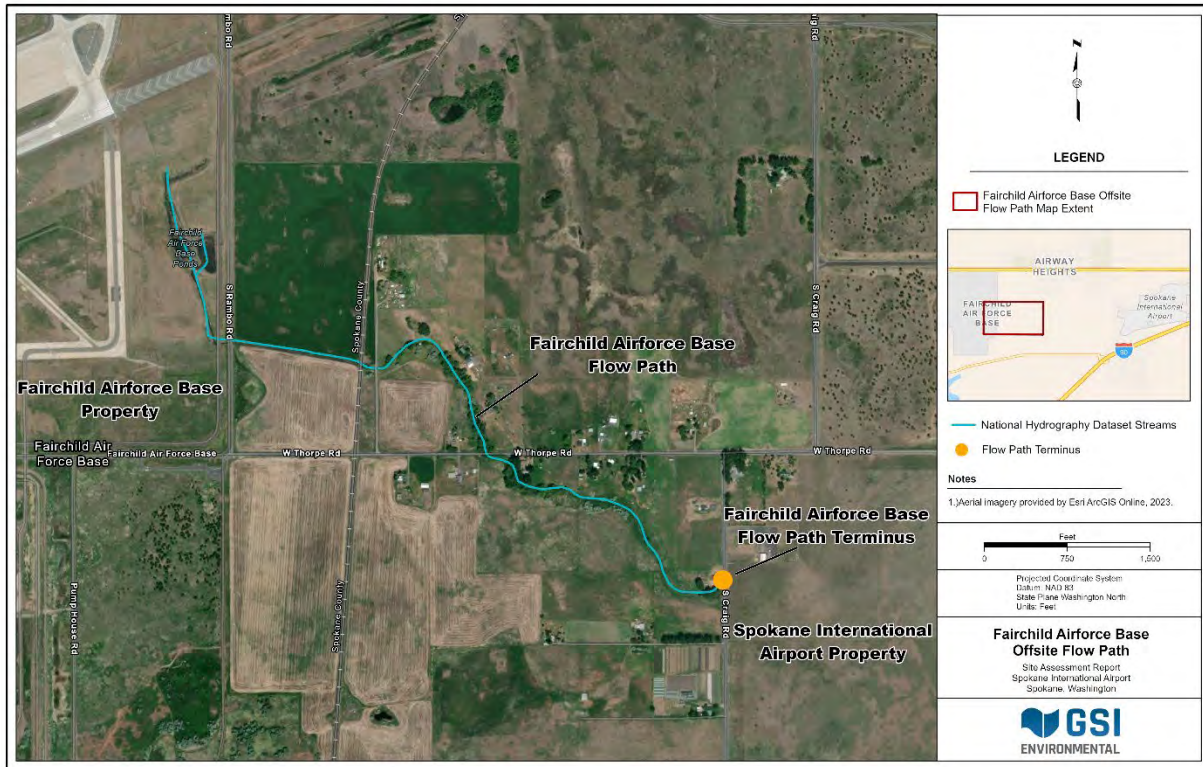 S Rambo Rd
S Craig Rd
Fairchild
Air Force
Base
Ponds
S Rambo Rd
Spokane County
S Craig Rd
Fairchild Airforce Base
Flow Path
Fairchild Airforce Base
Property
Fairchild Air
Force Base
Fairchild Air Force Base
W Thorpe Rd
W Thorpe Rd
Fairchild Airforce Base
Flow Path Terminus
Pump House Rd
Spokane County
S Craig Rd
Spokane International
Airport Property
N
LEGEND
Fairchild Airforce Base Offsite
Flow Path Map Extent
AIRWAY
HEIGHTS
FAIRCHILD
AIR FORCE
BASE
Spokane
International
Airport
90
National Hydrography Dataset Streams
Flow Path Terminus
Notes
1.)Aerial imagery provided by Esri ArcGIS Online, 2023.
Feet
0 750 1,500
Projected Coordinate System
Datum: NAD 83
State Plane Washington North
Units: Feet
Fairchild Airforce Base
Offsite Flow Path
Site Assessment Report
Spokane International Airport
Spokane, Washington
GSI
ENVIRONMENTAL